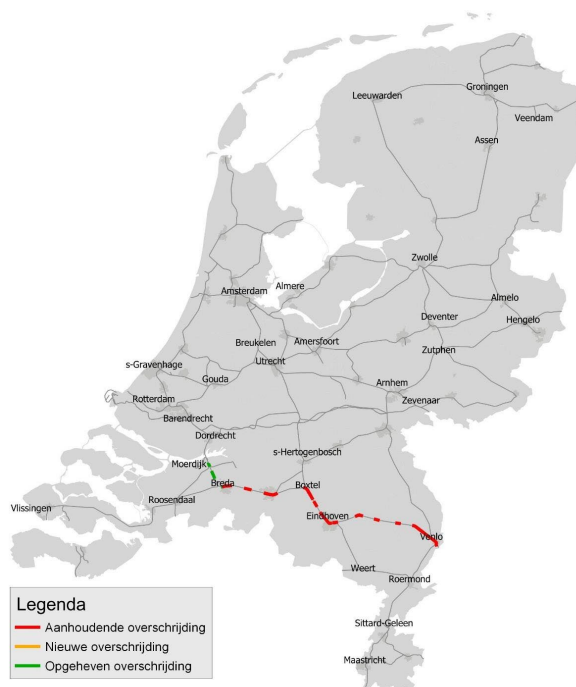 Groningen
Leeuwarden
Veendam
Assen
Zwolle
Almere
Amsterdam
Almelo
Deventer
Hengelo
Breukelen
Amersfoort
Zutphen
Utrecht
s-Gravenhage
Gouda
Arnhem
Rotterdam
Zevenaar
Barendrecht
Dordrecht
s-Hertogenbosch
Moerdijk
Breda
Boxtel
Roosendaal
Vlissingen
Eindhoven
Venlo
Weert
Roermond
Sittard-Geleen
Maastricht
Legenda
Aanhoudende overschrijding
Nieuwe overschrijding
Opgeheven overschrijding